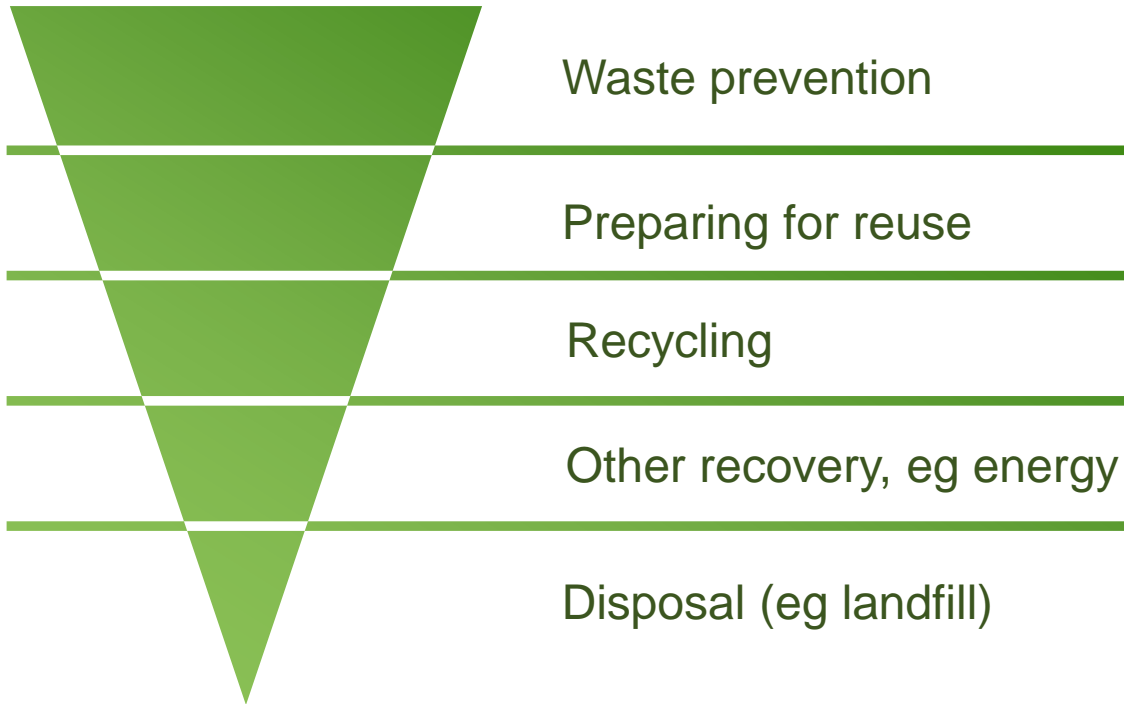 Waste prevention
Preparing for reuse
Recycling
Other recovery, eg energy
Disposal (eg landfill)